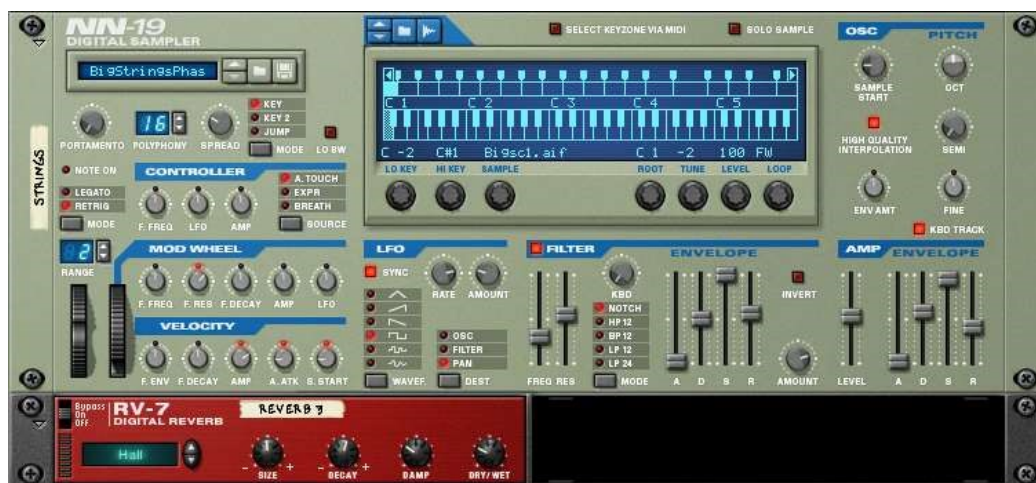 NN-19
DIGITAL SAMPLER
BigStringsPhas
PORTAMENTO
16
POLYPHONY
SPREAD
KEY
KEY 2
JUMP
MODE
LO BW
STRINGS
NOTE ON
LEGATO
RETRIG
MODE
CONTROLLER
F. FREQ
LFO
AMP
A.TOUCH
EXPR
BREATH
SOURCE
SELECT KEYZONE VIA MIDI
SOLO SAMPLE
C 1 C 2 C 3 C 4 C 5
C -2 C#1 Bigsc1.aif C 1 -2 100 FW
LO KEY HI KEY SAMPLE ROOT TUNE LEVEL LOOP
OSC PITCH
SAMPLE START
OCT
HIGH QUALITY
INTERPOLATION
SEMI
ENV AMT
FINE
KBD TRACK
2
RANGE
MOD WHEEL
F. FREQ F. RES F. DECAY AMP LFO
VELOCITY
F. ENV F. DECAY AMP A. ATK S. START
LFO
SYNC
RATE
AMOUNT
OSC
FILTER
PAN
WAVEF.
DEST
FILTER
ENVELOPE
KBD
NOTCH
HP 12
BP 12
LP 12
LP 24
FREQ RES
MODE
A D S R
INVERT
AMOUNT
AMP
ENVELOPE
LEVEL
A D S R
Bypass
On
Off
RV-7
DIGITAL REVERB
REVERB 3
Hall
- SIZE +
- DECAY +
DAMP
DRY/WET